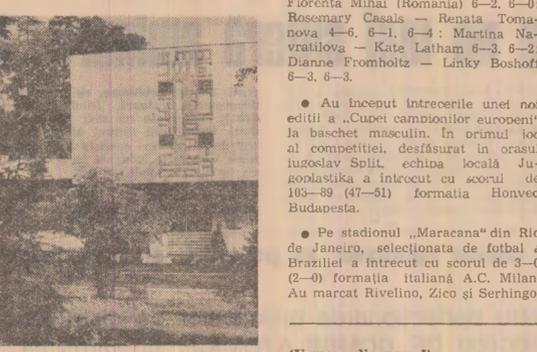 Florența Mihai (România) 6—2, 6—0;
Rosemary Casals — Renata Toma-
nova 4—6, 6—1, 6—4 ; Martina Na-
vratilova — Kate Latham 6—3, 6—2;
Dianne Fromholtz — Linky Boshoff
6—3, 6—3.
● Au început întrecerile unei noi
ediții a „Cupei campionilor europeni“
la baschet masculin. În primul joc
al competiției, desfășurat în orașul
iugoslav Split, echipa locală Ju-
goplastika a întrecut cu scorul de
103—89 (47—51) formația Honved
Budapesta.
● Pe stadionul „Maracana“ din Rio
de Janeiro, selecționata de fotbal a
Braziliei a întrecut cu scorul de 3—0
(2—0) formația italiană A.C. Milan.
Au marcat Rivelino, Zico și Serhingo.